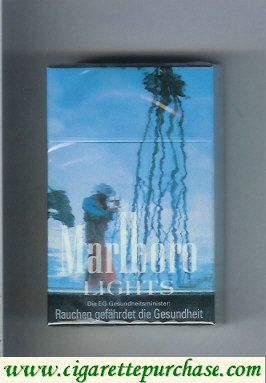 Marlboro
LIGHTS
Die EG-Gesundheitsminister:
Rauchen gefährdet die Gesundheit
www.cigarettepurchase.com